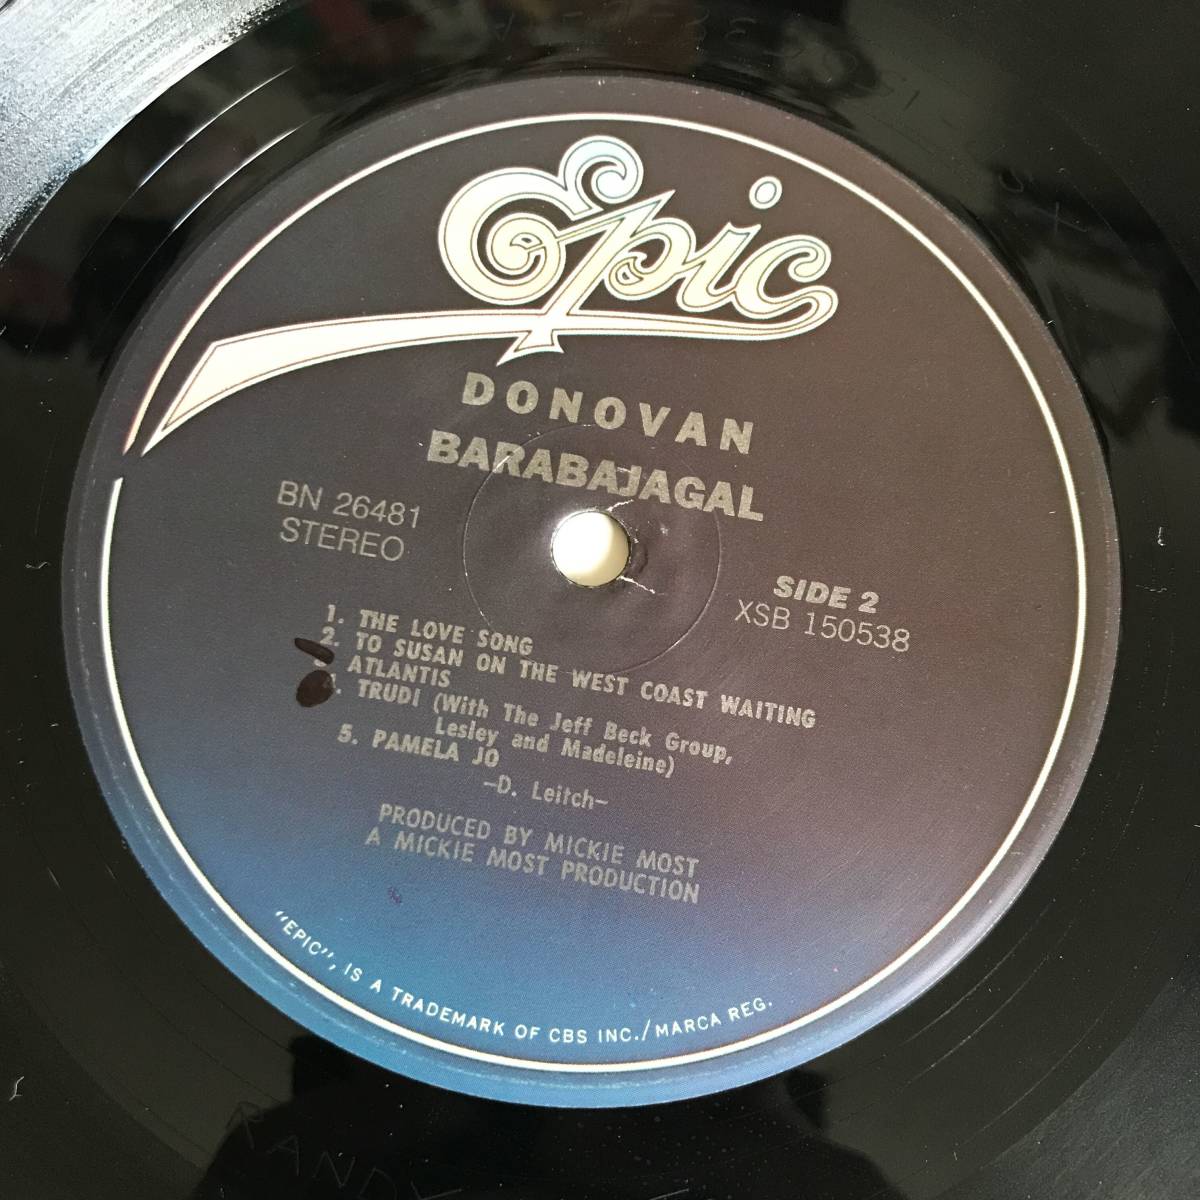 Epic
DONOVAN
BARABAJAGAL
BN 26481
STEREO
SIDE 2
XSB 150538
1. THE LOVE SONG
2. TO SUSAN ON THE WEST COAST WAITING
3 ATLANTIS
. TRUDI (With The Jeff Beck Group,
Lesley and Madeleine)
5. PAMELA JO
–D. Leitch–
PRODUCED BY MICKIE MOST
A MICKIE MOST PRODUCTION
"EPIC", IS A TRADEMARK OF CBS INC./MARCA REG.
RANDY